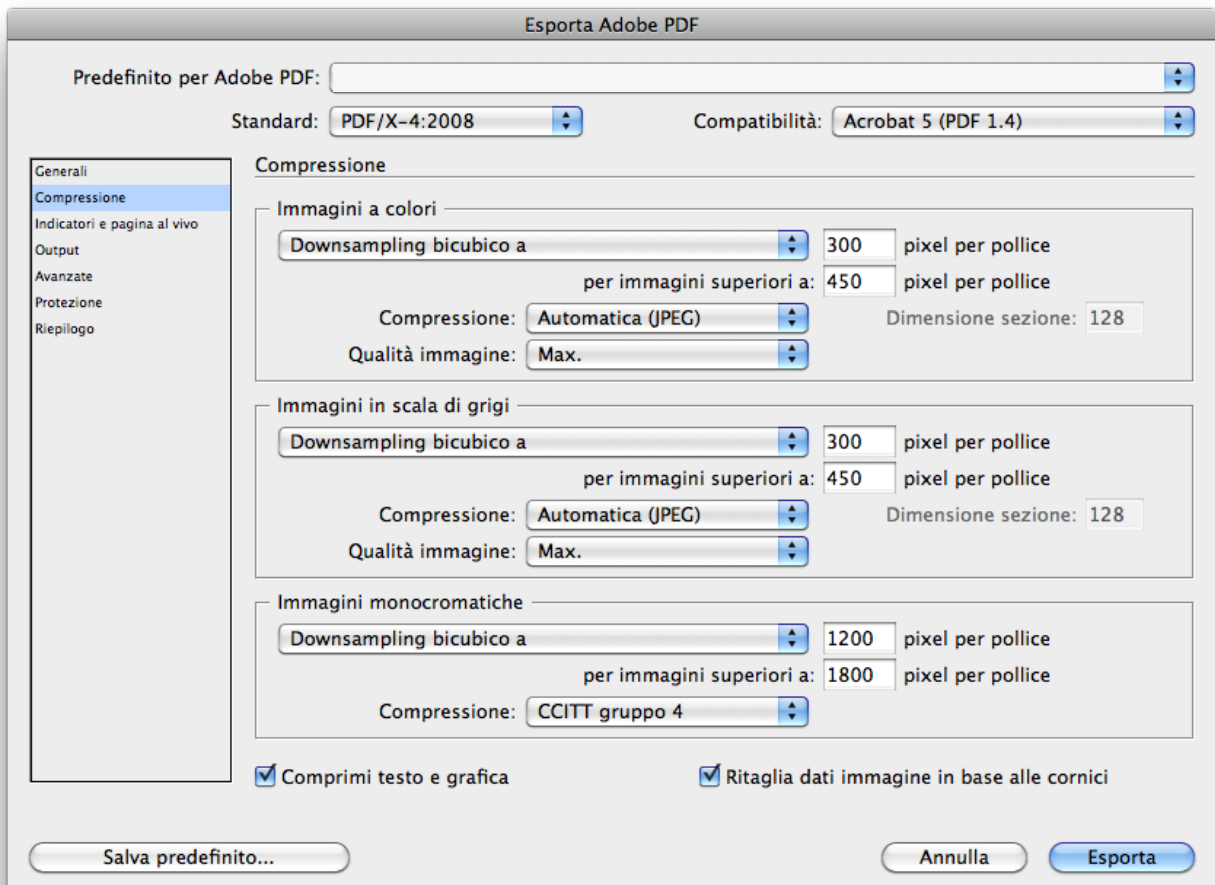 Esporta Adobe PDF
Predefinito per Adobe PDF:
Standard: PDF/X-4:2008 Compatibilità: Acrobat 5 (PDF 1.4)
Generali
Compressione
Indicatori e pagina al vivo
Output
Avanzate
Protezione
Riepilogo
Compressione
Immagini a colori
Downsampling bicubico a 300 pixel per pollice
per immagini superiori a: 450 pixel per pollice
Compressione: Automatica (JPEG) Dimensione sezione: 128
Qualità immagine: Max.
Immagini in scala di grigi
Downsampling bicubico a 300 pixel per pollice
per immagini superiori a: 450 pixel per pollice
Compressione: Automatica (JPEG) Dimensione sezione: 128
Qualità immagine: Max.
Immagini monocromatiche
Downsampling bicubico a 1200 pixel per pollice
per immagini superiori a: 1800 pixel per pollice
Compressione: CCITT gruppo 4
Comprimi testo e grafica Ritaglia dati immagine in base alle cornici
Salva predefinito... Annulla Esporta